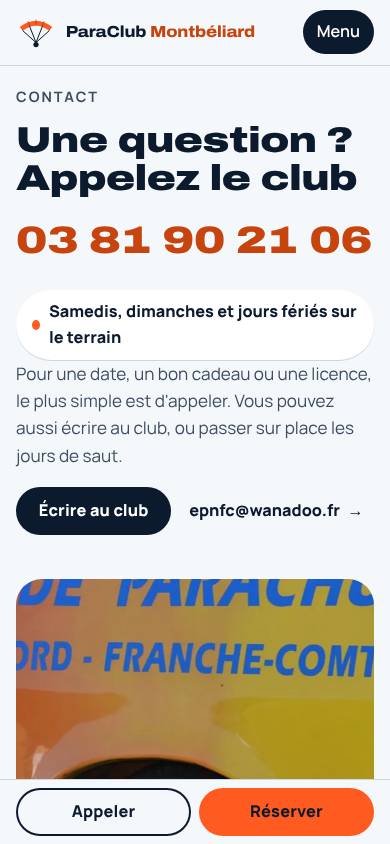 ParaClub Montbéliard
Menu
CONTACT
Une question ?
Appelez le club
03 81 90 21 06
Samedis, dimanches et jours fériés sur
le terrain
Pour une date, un bon cadeau ou une licence,
le plus simple est d'appeler. Vous pouvez
aussi écrire au club, ou passer sur place les
jours de saut.
Écrire au club
epnfc@wanadoo.fr →
DE PARACHU
ORD - FRANCHE-COMT
Appeler
Réserver